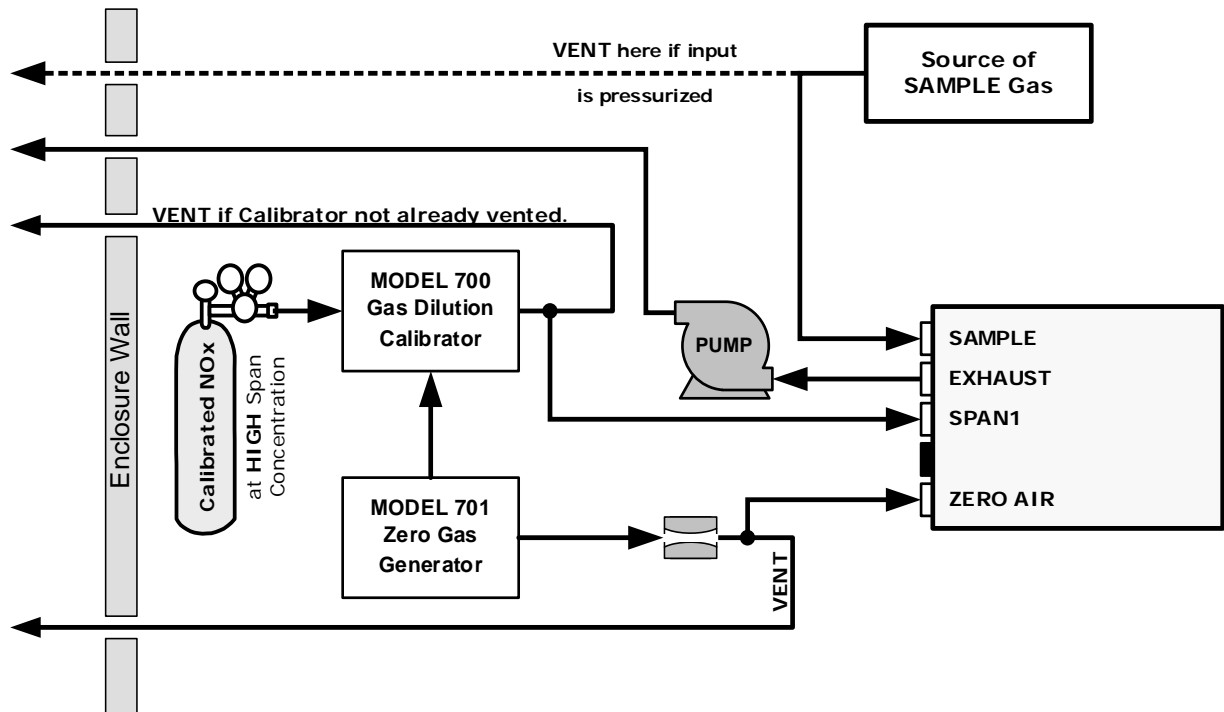 VENT here if input
is pressurized
Source of
SAMPLE Gas
VENT if Calibrator not already vented.
Enclosure Wall
Calibrated NOx
at HIGH Span
Concentration
MODEL 700
Gas Dilution
Calibrator
PUMP
SAMPLE
EXHAUST
SPAN1
ZERO AIR
MODEL 701
Zero Gas
Generator
VENT